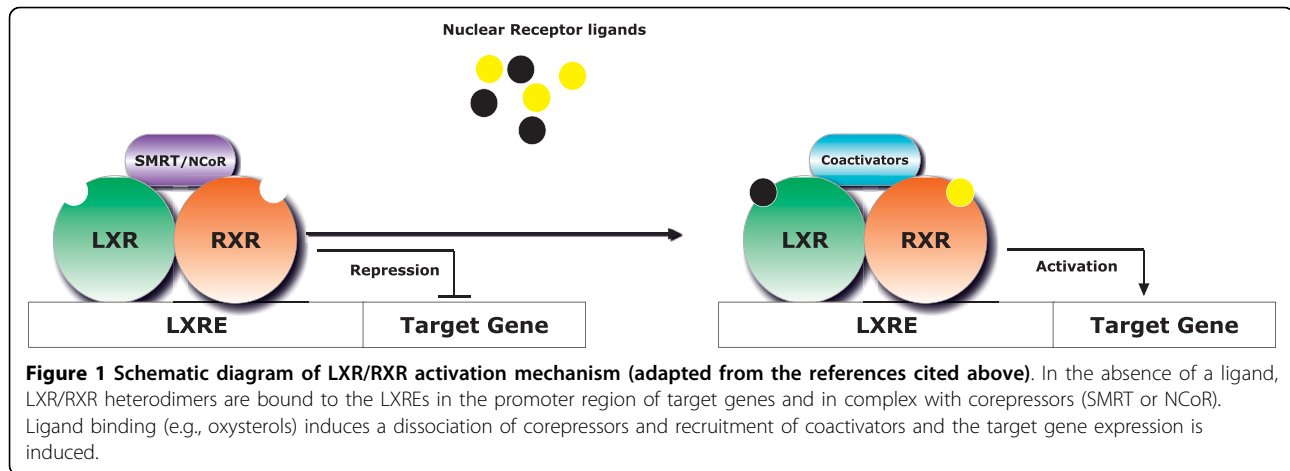 Nuclear Receptor ligands
SMRT/NCoR
LXR
RXR
Repression
LXRE
Target Gene
Coactivators
LXR
RXR
Activation
LXRE
Target Gene
Figure 1 Schematic diagram of LXR/RXR activation mechanism (adapted from the references cited above). In the absence of a ligand,
LXR/RXR heterodimers are bound to the LXREs in the promoter region of target genes and in complex with corepressors (SMRT or NCoR).
Ligand binding (e.g., oxysterols) induces a dissociation of corepressors and recruitment of coactivators and the target gene expression is
induced.